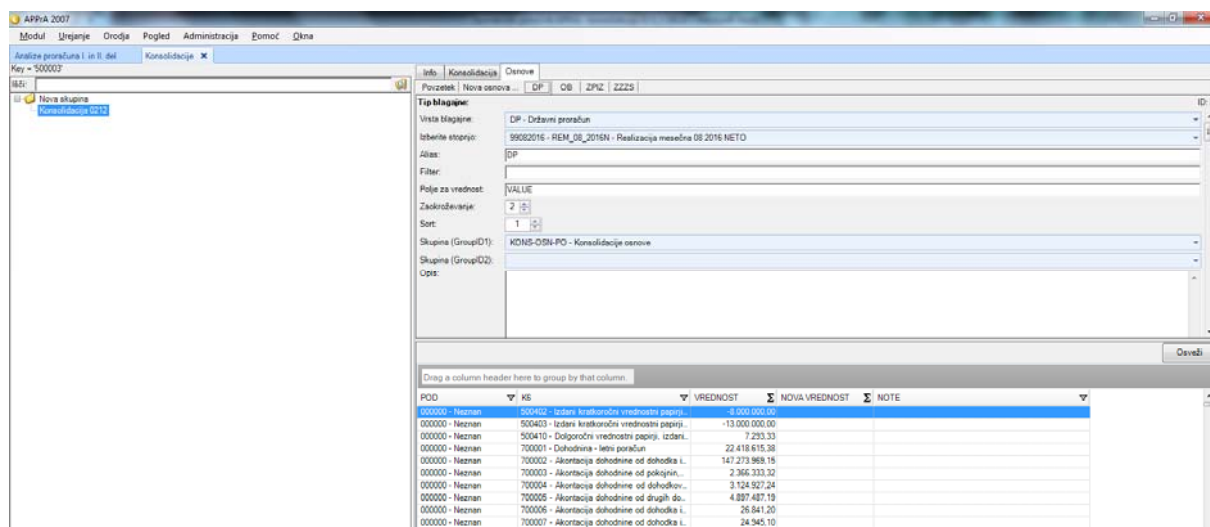 APPrA 2007
Modul Urejanje Orodja Pogled Administracija Pomoč Okna
Analize proračuna I. in II. del Konsolidacije
Key = '500003'
Išči:
Nova skupina
Konsolidacija 0212
Info Konsolidacija Osnove
Povzetek Nova osnova ... DP OB ZPIZ ZZZS
Tip blagajne: ID:
Vrsta blagajne: DP - Državni proračun
Izberite stopnjo: 99082016 - REM_08_2016N - Realizacija mesečna 08 2016 NETO
Alias: DP
Filter:
Polje za vrednost: VALUE
Zaokroževanje: 2
Sort: 1
Skupina (GroupID1): KONS-OSN-PO - Konsolidacije osnove
Skupina (GroupID2):
Opis:
Osveži
Drag a column header here to group by that column.
POD K6 VREDNOST Σ NOVA VREDNOST Σ NOTE
000000 - Neznan 500402 - Izdani kratkoročni vrednostni papirji... -8.000.000,00
000000 - Neznan 500403 - Izdani kratkoročni vrednostni papirji... -13.000.000,00
000000 - Neznan 500410 - Dolgoročni vrednostni papirji, izdani... 7.293,33
000000 - Neznan 700001 - Dohodnina - letni poračun 22.418.615,38
000000 - Neznan 700002 - Akontacija dohodnine od dohodka i... 147.273.969,15
000000 - Neznan 700003 - Akontacija dohodnine od pokojnin,... 2.366.333,32
000000 - Neznan 700004 - Akontacija dohodnine od dohodkov... 3.124.927,24
000000 - Neznan 700005 - Akontacija dohodnine od drugih do... 4.897.487,19
000000 - Neznan 700006 - Akontacija dohodnine od dohodka i... 26.841,20
000000 - Neznan 700007 - Akontacija dohodnine od dohodka i... 24.945,10